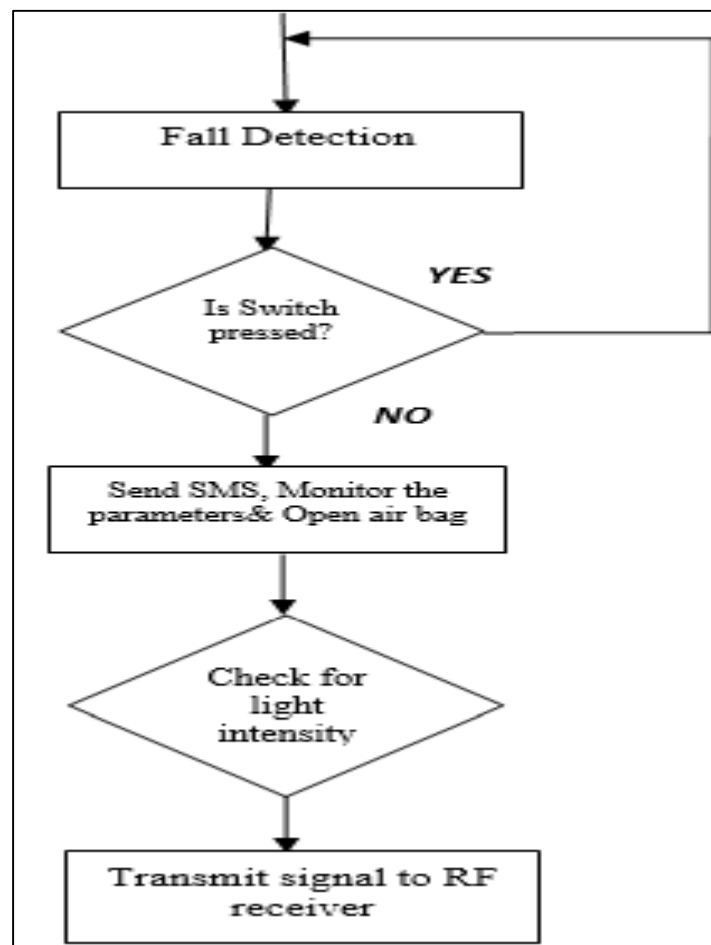 Fall Detection
Is Switch
pressed?
YES
NO
Send SMS, Monitor the
parameters& Open air bag
Check for
light
intensity
Transmit signal to RF
receiver